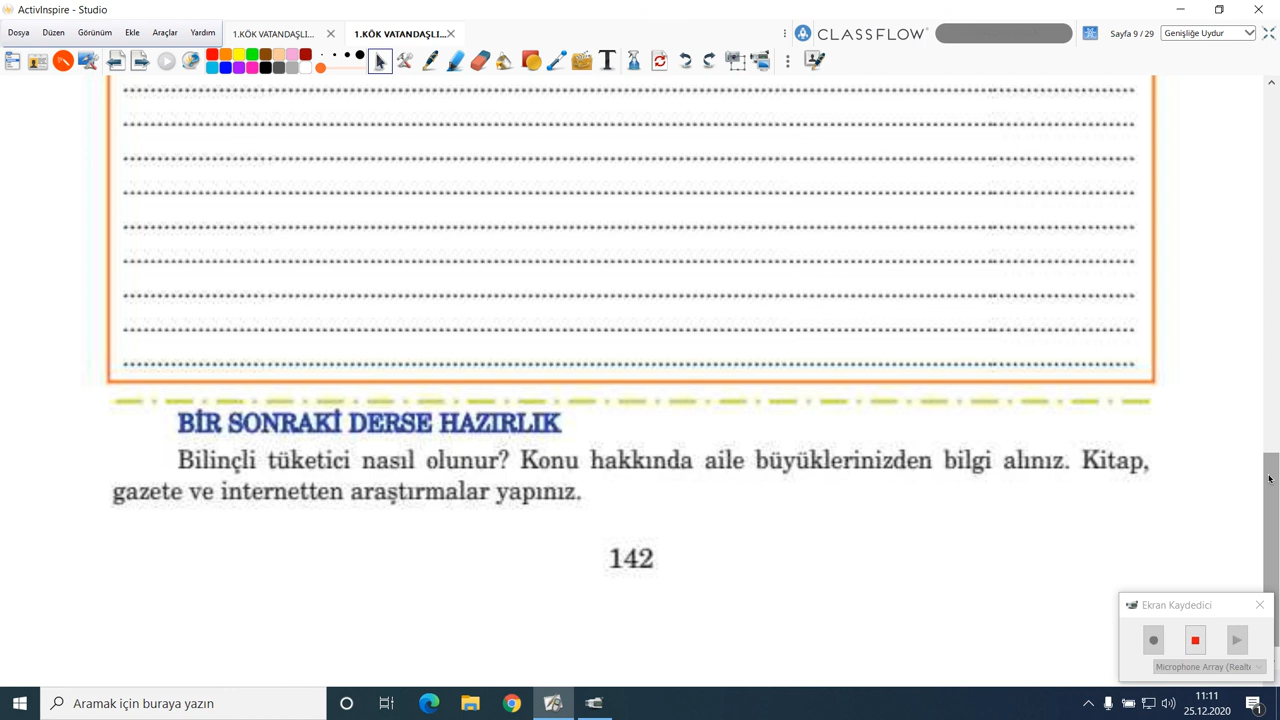 ActivInspire - Studio
Dosya Düzen Görünüm Ekle Araçlar Yardım
1.KÖK VATANDAŞLI...
1.KÖK VATANDAŞLI...
CLASSFLOW
Sayfa 9 / 29
Genişliğe Uydur
BİR SONRAKİ DERSE HAZIRLIK
Bilinçli tüketici nasıl olunur? Konu hakkında aile büyüklerinizden bilgi alınız. Kitap,
gazete ve internetten araştırmalar yapınız.
142
Ekran Kaydedici
Microphone Array (Realt
Aramak için buraya yazın
11:11
25.12.2020
1